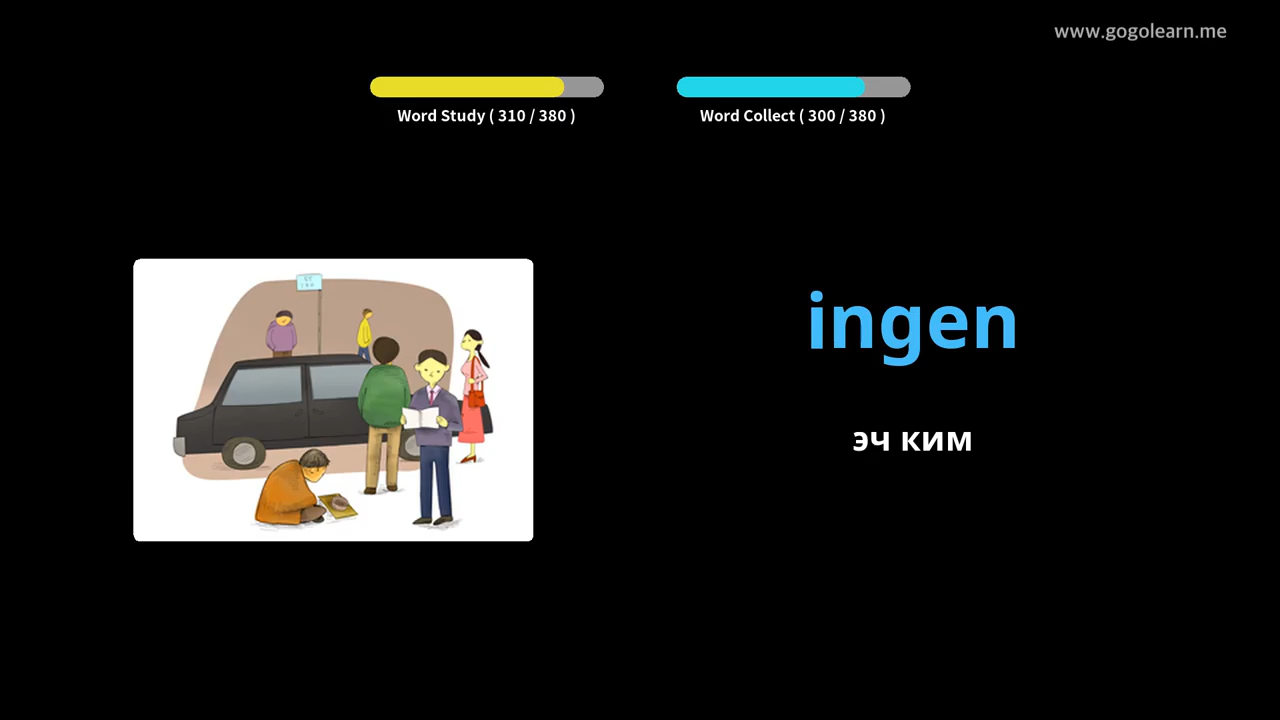 www.gogolearn.me
Word Study ( 310 / 380 )
Word Collect ( 300 / 380 )
ingen
эч ким